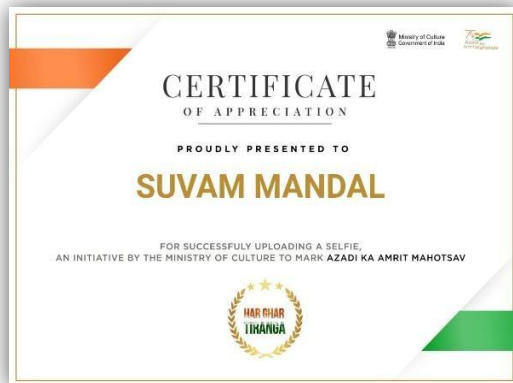 Ministry of Culture
Government of India
CERTIFICATE
OF APPRECIATION
PROUDLY PRESENTED TO
SUVAM MANDAL
FOR SUCCESSFULY UPLOADING A SELFIE,
AN INITIATIVE BY THE MINISTRY OF CULTURE TO MARK AZADI KA AMRIT MAHOTSAV
HAR GHAR
TIRANGA